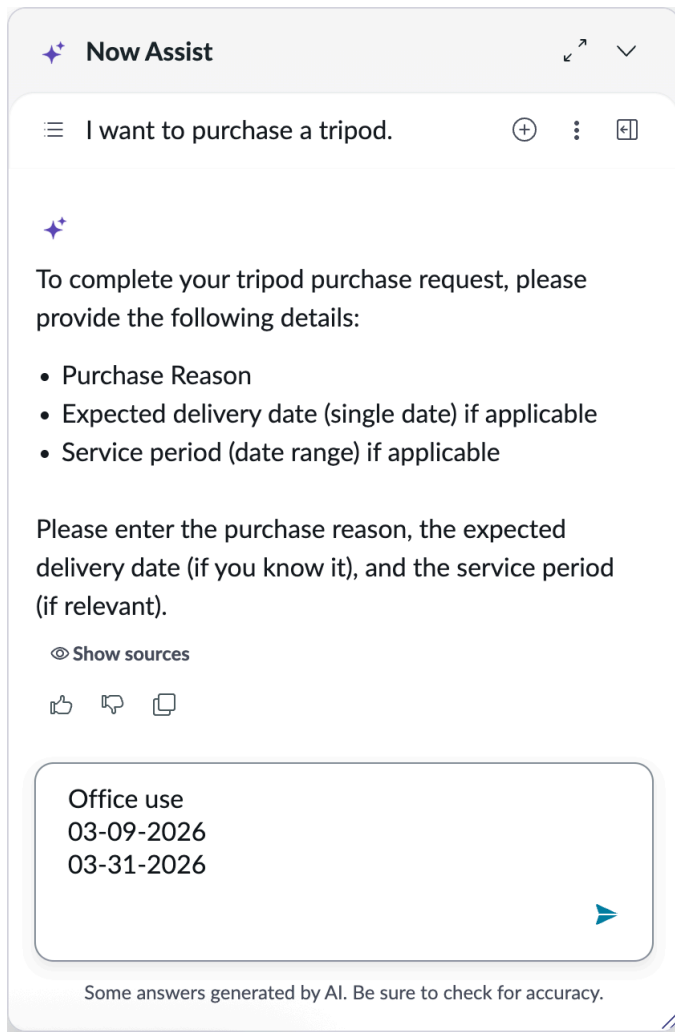 Now Assist
I want to purchase a tripod.
To complete your tripod purchase request, please
provide the following details:
• Purchase Reason
• Expected delivery date (single date) if applicable
• Service period (date range) if applicable
Please enter the purchase reason, the expected
delivery date (if you know it), and the service period
(if relevant).
Show sources
Office use
03-09-2026
03-31-2026
Some answers generated by AI. Be sure to check for accuracy.